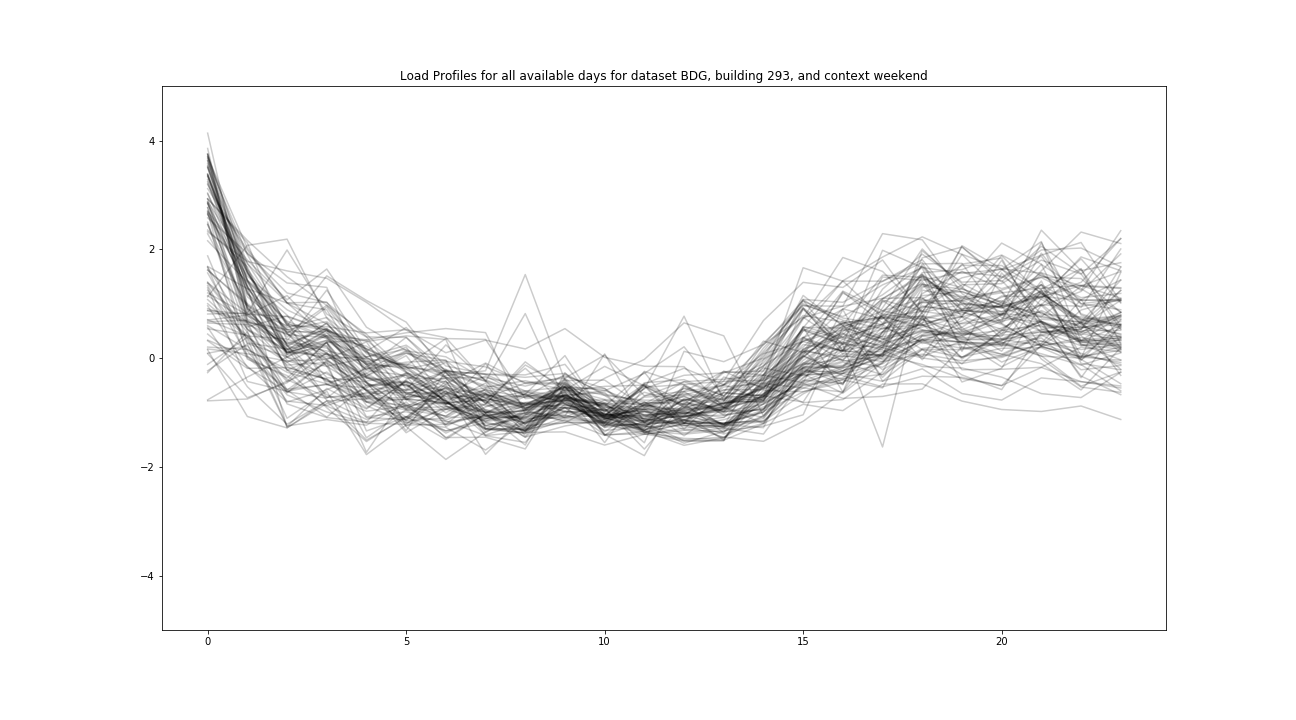 Load Profiles for all available days for dataset BDG, building 293, and context weekend
4
2
0
−2
−4
0 5 10 15 20